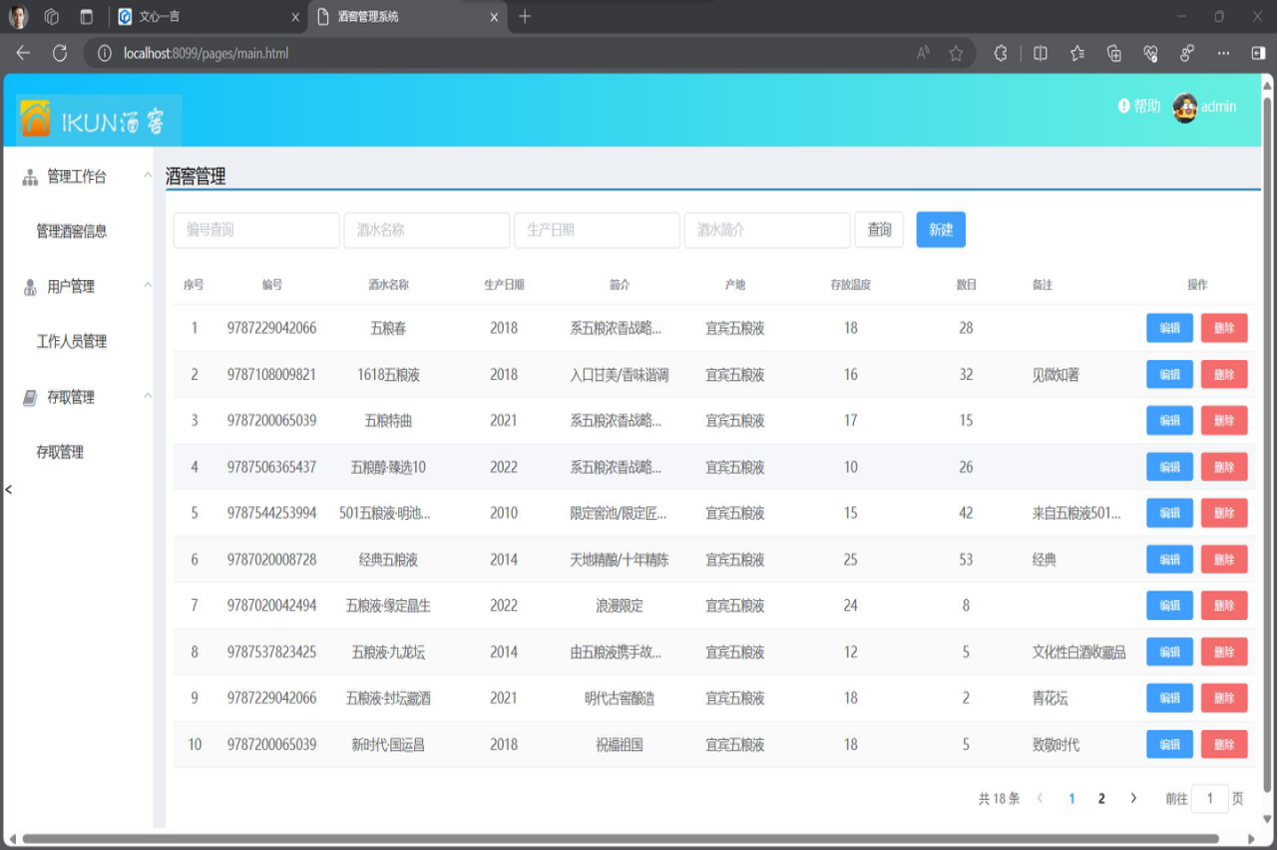 文心一言
酒窖管理系统
localhost:8099/pages/main.html
IKUN酒窖
帮助 admin
管理工作台
管理酒窖信息
用户管理
工作人员管理
存取管理
存取管理
酒窖管理
编号查询 酒水名称 生产日期 酒水简介 查询 新建
序号 编号 酒水名称 生产日期 简介 产地 存放温度 数目 备注 操作
1 9787229042066 五粮春 2018 系五粮浓香战略... 宜宾五粮液 18 28 编辑 删除
2 9787108009821 1618五粮液 2018 入口甘美/香味谐调 宜宾五粮液 16 32 见微知著 编辑 删除
3 9787200065039 五粮特曲 2021 系五粮浓香战略... 宜宾五粮液 17 15 编辑 删除
4 9787506365437 五粮醇·臻选10 2022 系五粮浓香战略... 宜宾五粮液 10 26 编辑 删除
5 9787544253994 501五粮液·明池... 2010 限定窖池/限定匠... 宜宾五粮液 15 42 来自五粮液501... 编辑 删除
6 9787020008728 经典五粮液 2014 天地精酿/十年精陈 宜宾五粮液 25 53 经典 编辑 删除
7 9787020042494 五粮液·缘定晶生 2022 浪漫限定 宜宾五粮液 24 8 编辑 删除
8 9787537823425 五粮液·九龙坛 2014 由五粮液携手故... 宜宾五粮液 12 5 文化性白酒收藏品 编辑 删除
9 9787229042066 五粮液·封坛藏酒 2021 明代古窖酿造 宜宾五粮液 18 2 青花坛 编辑 删除
10 9787200065039 新时代·国运昌 2018 祝福祖国 宜宾五粮液 18 5 致敬时代 编辑 删除
共 18 条 1 2 前往 1 页